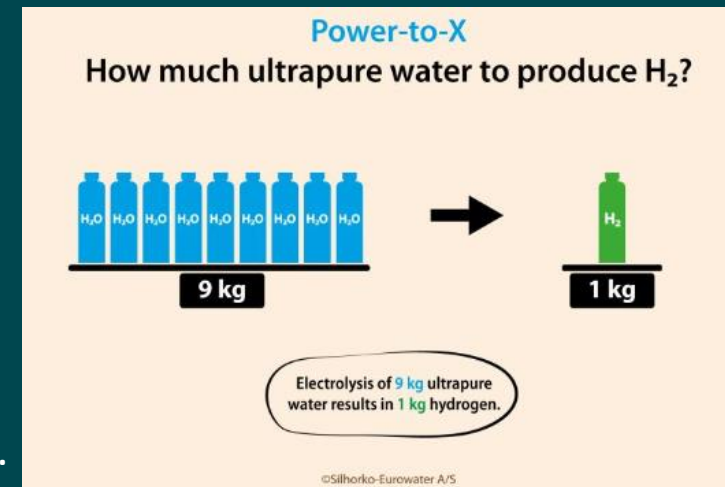 Power-to-X
How much ultrapure water to produce H₂?
H₂O H₂O H₂O H₂O H₂O H₂O H₂O H₂O H₂O
H₂
9 kg
1 kg
Electrolysis of 9 kg ultrapure
water results in 1 kg hydrogen.
.
©Silhorko-Eurowater A/S